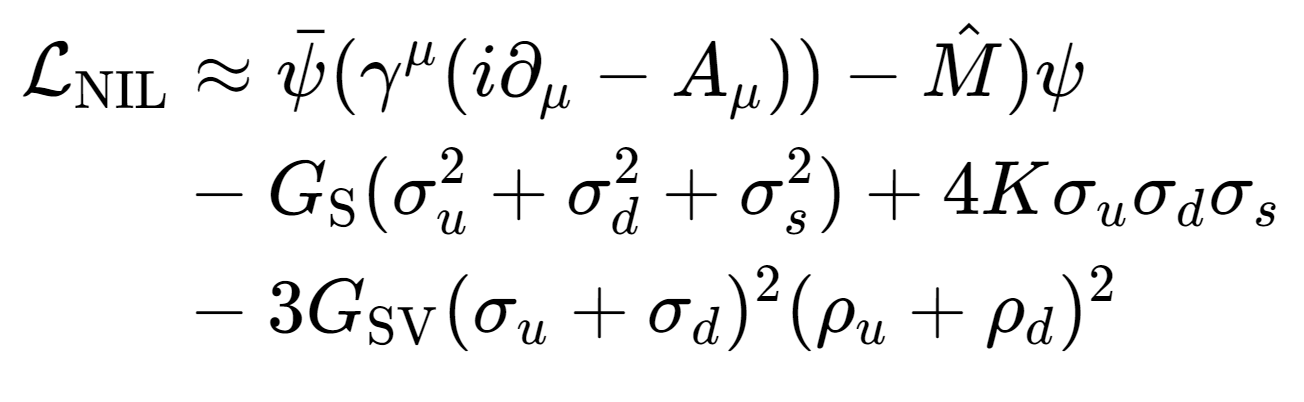 ℒ_NIL ≈ ψ̄(γ^μ(i∂_μ − A_μ)) − M̂)ψ
− G_S(σ_u^2 + σ_d^2 + σ_s^2) + 4Kσ_uσ_dσ_s
− 3G_SV(σ_u + σ_d)^2(ρ_u + ρ_d)^2